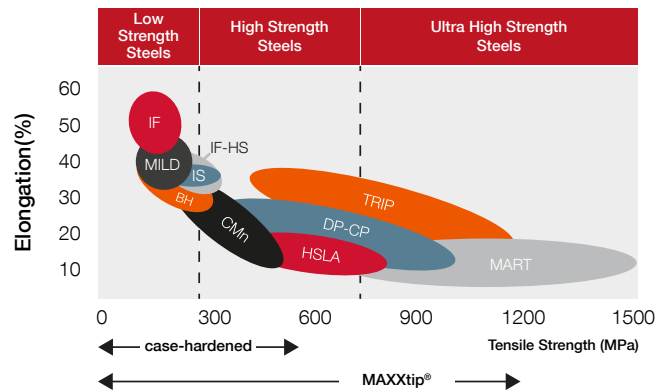 Low
Strength
Steels
High Strength
Steels
Ultra High Strength
Steels
Elongation(%)
60
50
40
30
20
10
IF
IF-HS
MILD
IS
BH
CMn
TRIP
DP-CP
HSLA
MART
0 300 600 900 1200 1500
case-hardened
Tensile Strength (MPa)
MAXXtip®